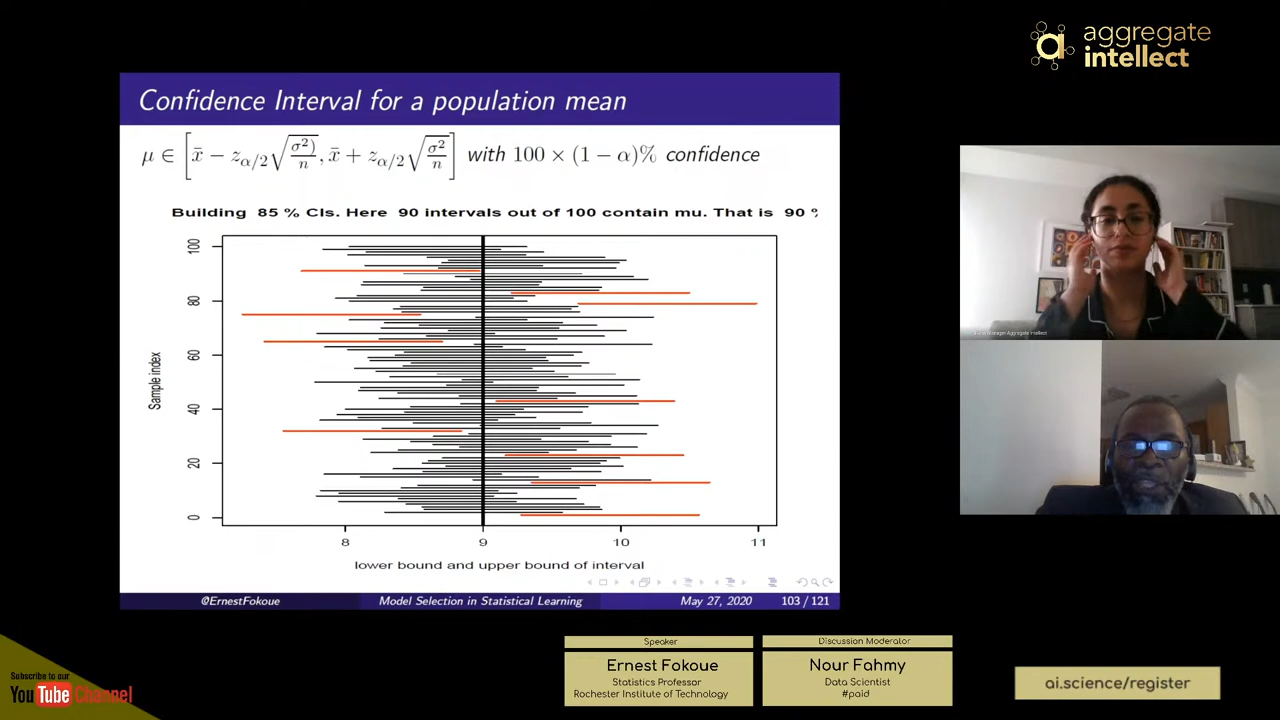 aggregate
intellect
Confidence Interval for a population mean
μ ∈ [x̄ − z_{α/2}√(σ²)/n), x̄ + z_{α/2}√(σ²/n)] with 100 × (1 − α)% confidence
Building 85 % CIs. Here 90 intervals out of 100 contain mu. That is 90 %
100
80
60
40
20
0
Sample index
8 9 10 11
lower bound and upper bound of interval
@ErnestFokoue Model Selection in Statistical Learning May 27, 2020 103 / 121
Aggregate Intellect
Speaker
Ernest Fokoue
Statistics Professor
Rochester Institute of Technology
Discussion Moderator
Nour Fahmy
Data Scientist
#paid
Subscribe to our
YouTube Channel
ai.science/register